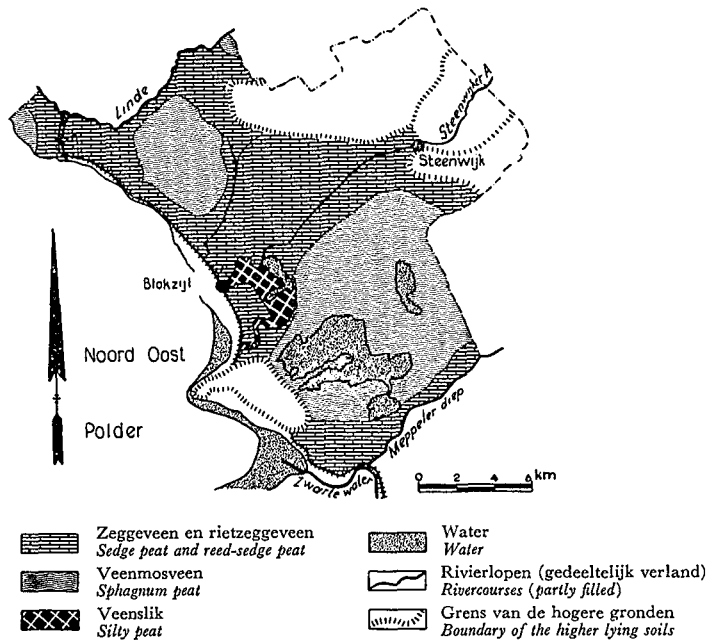 Linde
Steenwijker A
Steenwijk
Blokzijl
Noord Oost
Polder
Meppeler diep
Zwarte water
0 2 4 6 km
Zeggeveen en rietzeggeveen
Sedge peat and reed-sedge peat
Veenmosveen
Sphagnum peat
Veenslik
Silty peat
Water
Water
Rivierlopen (gedeeltelijk verland)
Rivercourses (partly filled)
Grens van de hogere gronden
Boundary of the higher lying soils